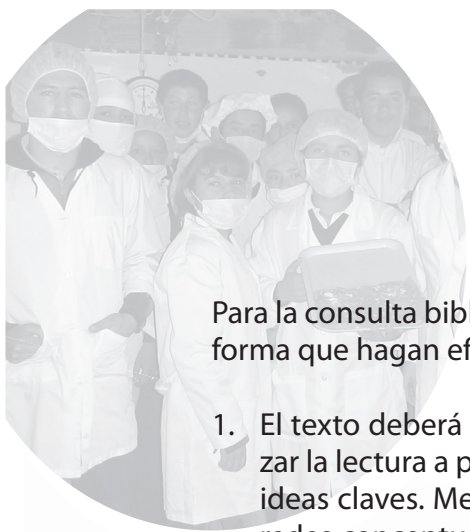 Para la consulta bibl
forma que hagan ef
1. El texto deberá
zar la lectura a p
ideas claves. Me